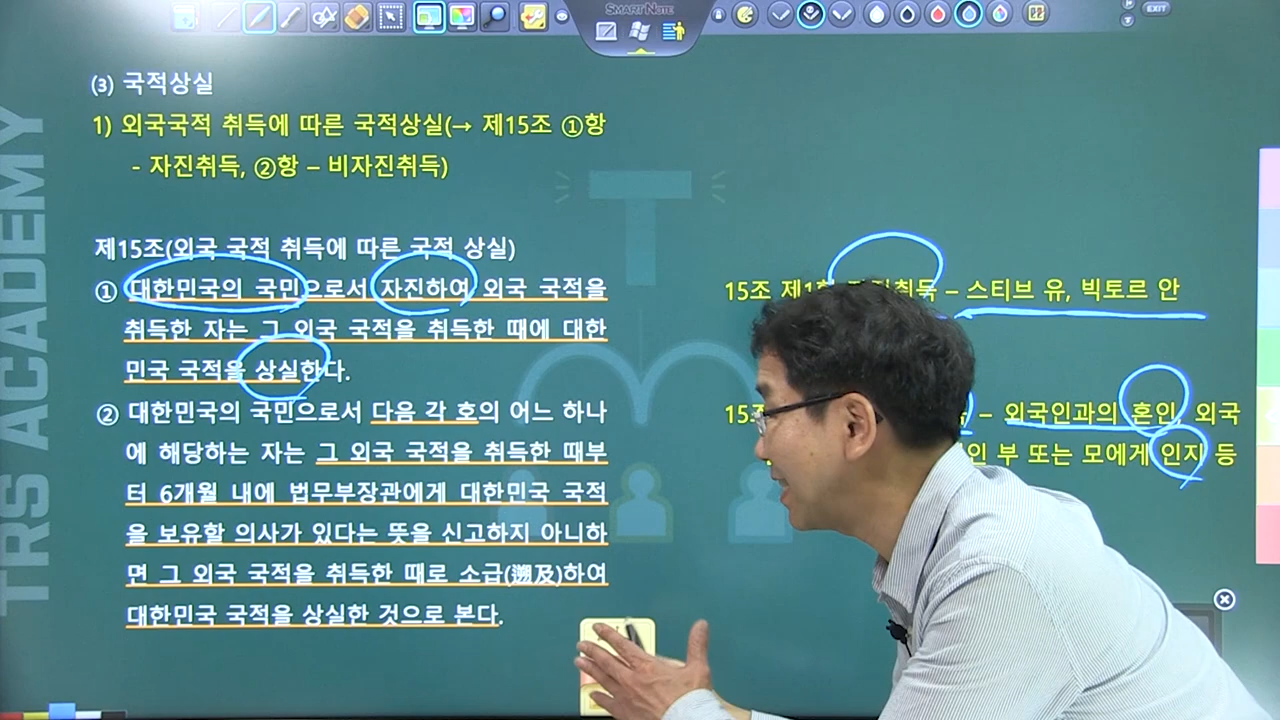 SMART NOTE
EXIT
TRS ACADEMY
(3) 국적상실
1) 외국국적 취득에 따른 국적상실(→ 제15조 ①항
- 자진취득, ②항 – 비자진취득)
제15조(외국 국적 취득에 따른 국적 상실)
① 대한민국의 국민으로서 자진하여 외국 국적을
취득한 자는 그 외국 국적을 취득한 때에 대한
민국 국적을 상실한다.
② 대한민국의 국민으로서 다음 각 호의 어느 하나
에 해당하는 자는 그 외국 국적을 취득한 때부
터 6개월 내에 법무부장관에게 대한민국 국적
을 보유할 의사가 있다는 뜻을 신고하지 아니하
면 그 외국 국적을 취득한 때로 소급(遡及)하여
대한민국 국적을 상실한 것으로 본다.
15조 제1항 – 스티브 유, 빅토르 안
15조 – 외국인과의 혼인, 외국
인 부 또는 모에게 인지 등